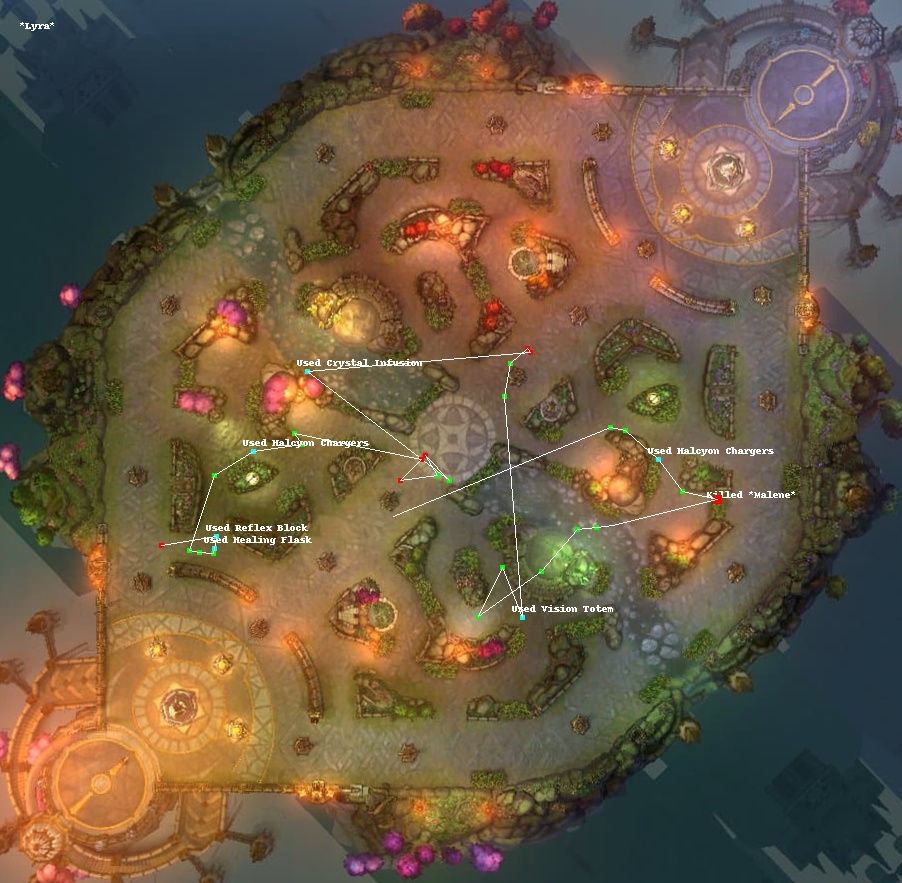 *Lyra*
Used Crystal Infusion
Used Halcyon Chargers
Used Halcyon Chargers
Killed *Malene*
Used Reflex Block
Used Healing Flask
Used Vision Totem